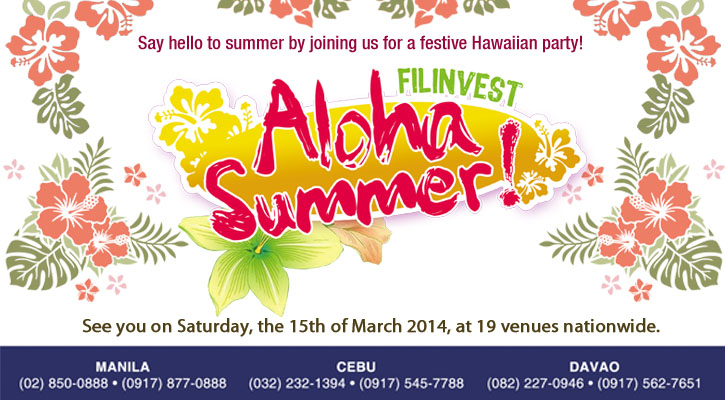 Say hello to summer by joining us for a festive Hawaiian party!
FILINVEST
Aloha
Summer!
See you on Saturday, the 15th of March 2014, at 19 venues nationwide.
MANILA CEBU DAVAO
(02) 850-0888 • (0917) 877-0888 (032) 232-1394 • (0917) 545-7788 (082) 227-0946 • (0917) 562-7651